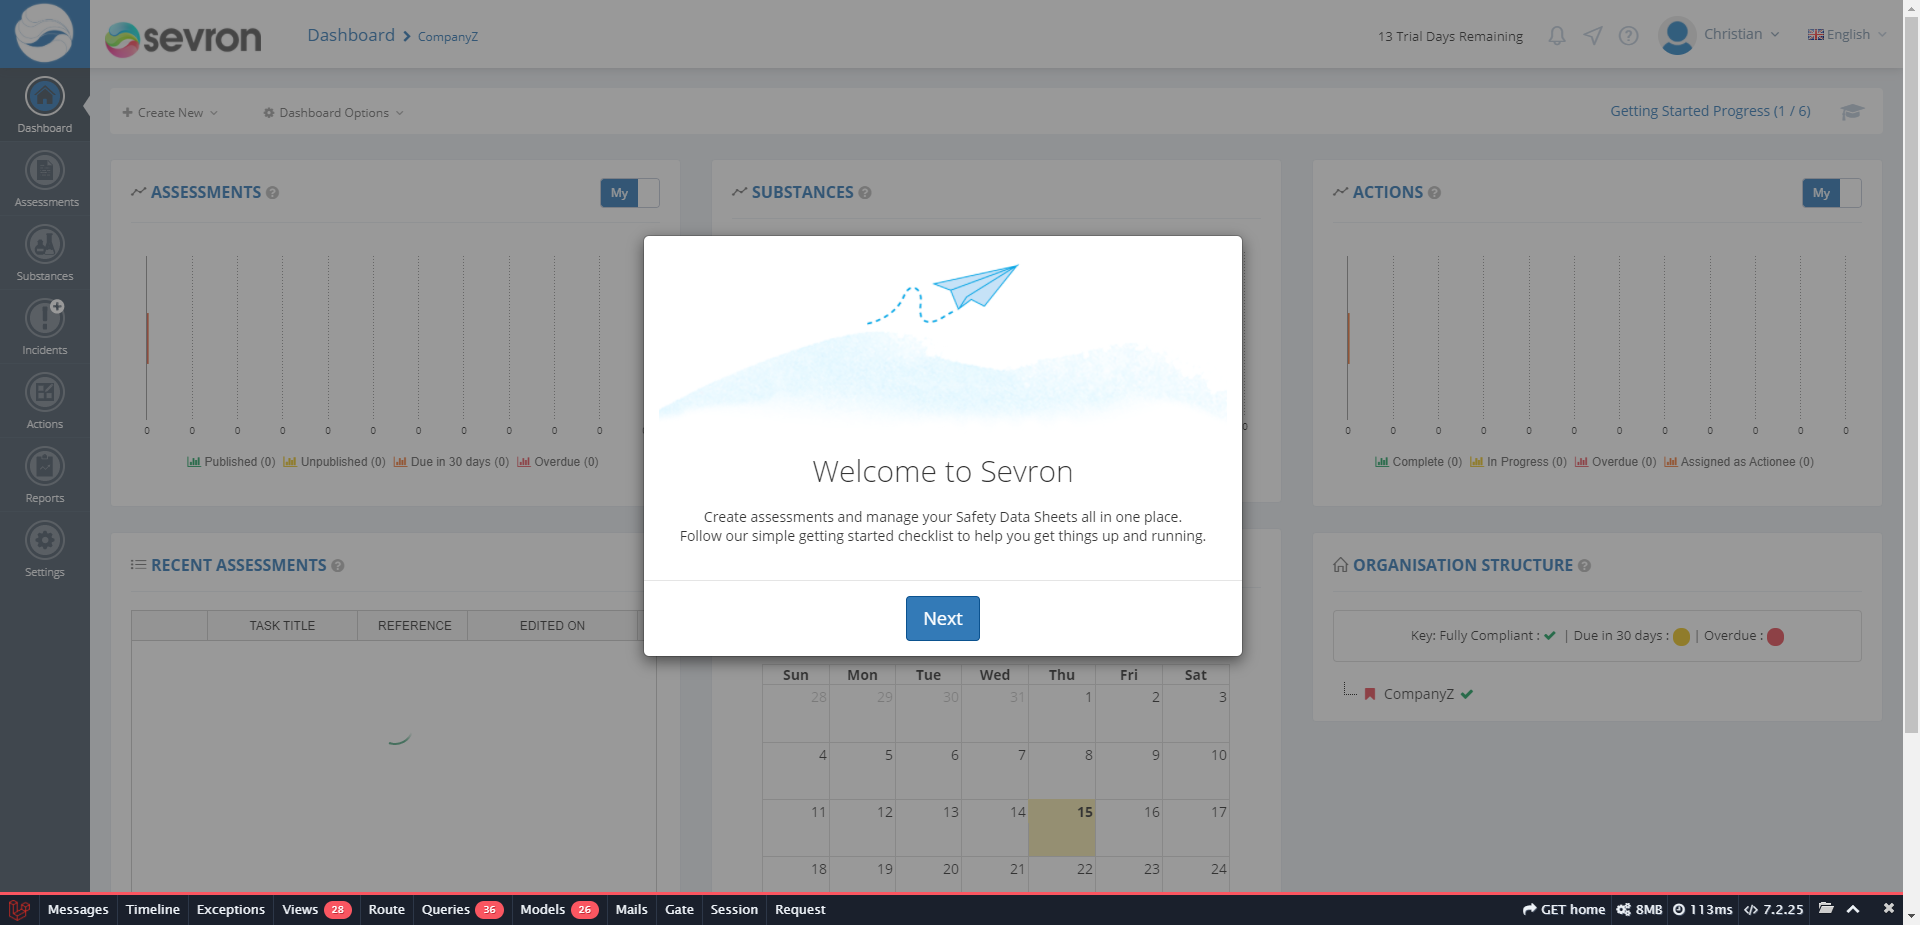 sevron
Dashboard > CompanyZ
13 Trial Days Remaining
Christian
English
Dashboard
Assessments
Substances
Incidents
Actions
Reports
Settings
+ Create New
Dashboard Options
Getting Started Progress (1 / 6)
ASSESSMENTS
My
0 0 0 0 0 0 0 0 0 0 0
Published (0) Unpublished (0) Due in 30 days (0) Overdue (0)
SUBSTANCES
0
ACTIONS
My
0 0 0 0 0 0 0 0 0 0 0 0
Complete (0) In Progress (0) Overdue (0) Assigned as Actionee (0)
Welcome to Sevron
Create assessments and manage your Safety Data Sheets all in one place.
Follow our simple getting started checklist to help you get things up and running.
Next
RECENT ASSESSMENTS
TASK TITLE REFERENCE EDITED ON
Sun Mon Tue Wed Thu Fri Sat
28 29 30 31 1 2 3
4 5 6 7 8 9 10
11 12 13 14 15 16 17
18 19 20 21 22 23 24
ORGANISATION STRUCTURE
Key: Fully Compliant : ✔ | Due in 30 days : | Overdue :
CompanyZ
Messages Timeline Exceptions Views 28 Route Queries 36 Models 26 Mails Gate Session Request
GET home 8MB 113ms 7.2.25